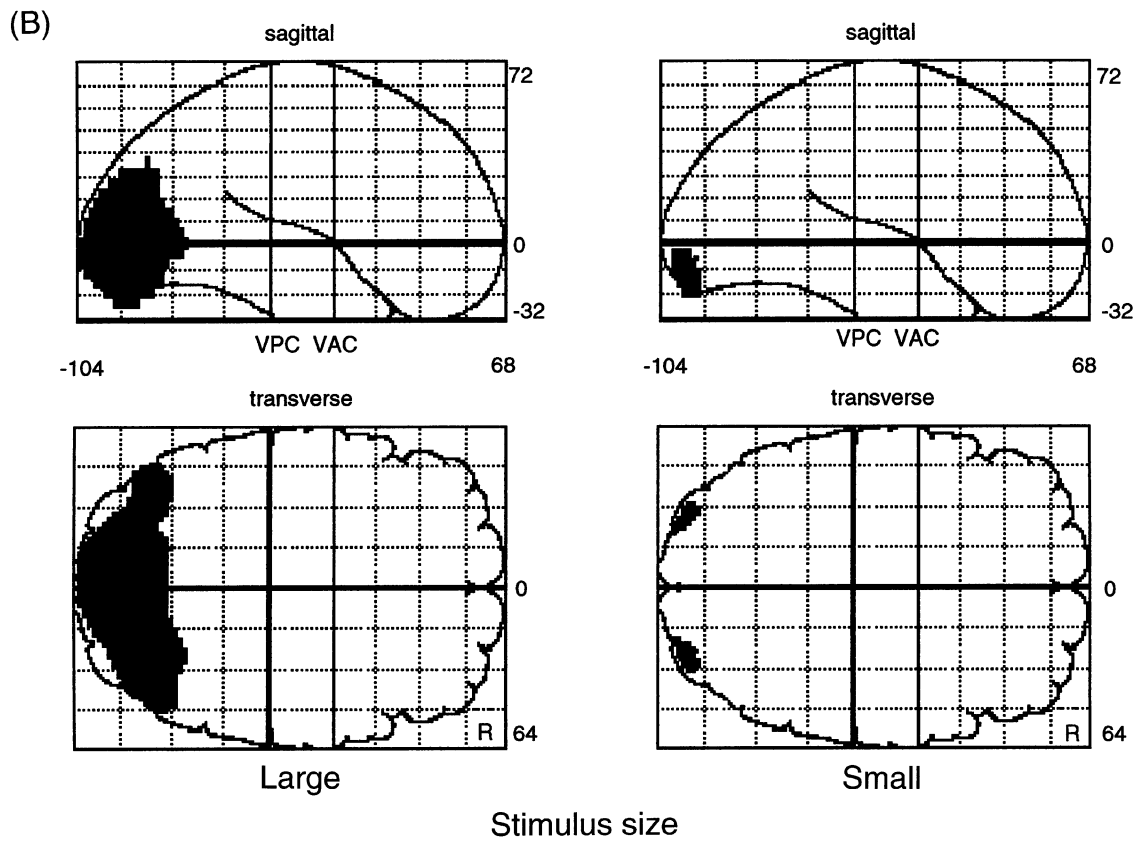 (B)
sagittal
72
0
-32
VPC VAC
-104
68
transverse
0
R
64
Large
sagittal
72
0
-32
VPC VAC
-104
68
transverse
0
R
64
Small
Stimulus size